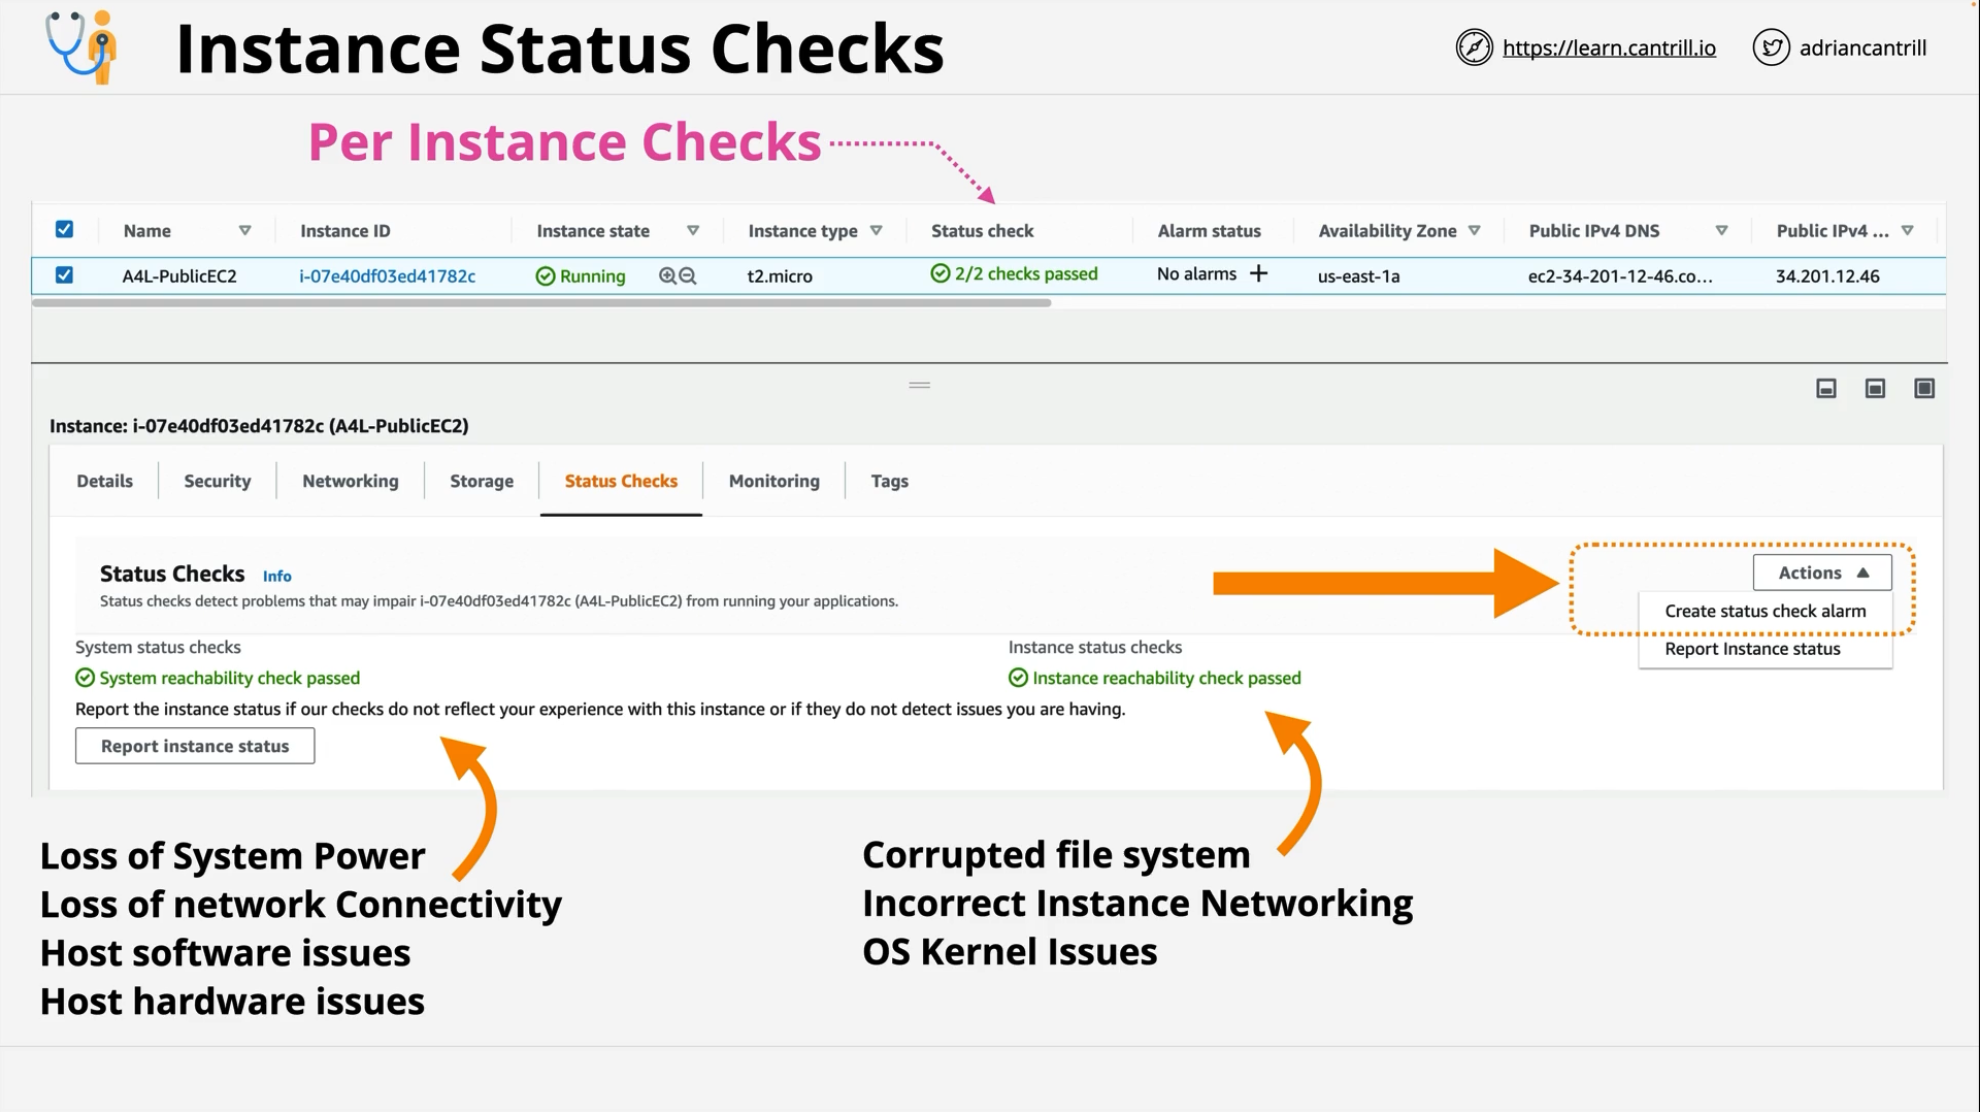 Instance Status Checks
https://learn.cantrill.io
adriancantrill
Per Instance Checks
Name Instance ID Instance state Instance type Status check Alarm status Availability Zone Public IPv4 DNS Public IPv4 ...
A4L-PublicEC2 i-07e40df03ed41782c Running t2.micro 2/2 checks passed No alarms + us-east-1a ec2-34-201-12-46.co... 34.201.12.46
Instance: i-07e40df03ed41782c (A4L-PublicEC2)
Details Security Networking Storage Status Checks Monitoring Tags
Status Checks Info
Status checks detect problems that may impair i-07e40df03ed41782c (A4L-PublicEC2) from running your applications.
Actions
Create status check alarm
Report Instance status
System status checks
System reachability check passed
Instance status checks
Instance reachability check passed
Report the instance status if our checks do not reflect your experience with this instance or if they do not detect issues you are having.
Report instance status
Loss of System Power
Loss of network Connectivity
Host software issues
Host hardware issues
Corrupted file system
Incorrect Instance Networking
OS Kernel Issues